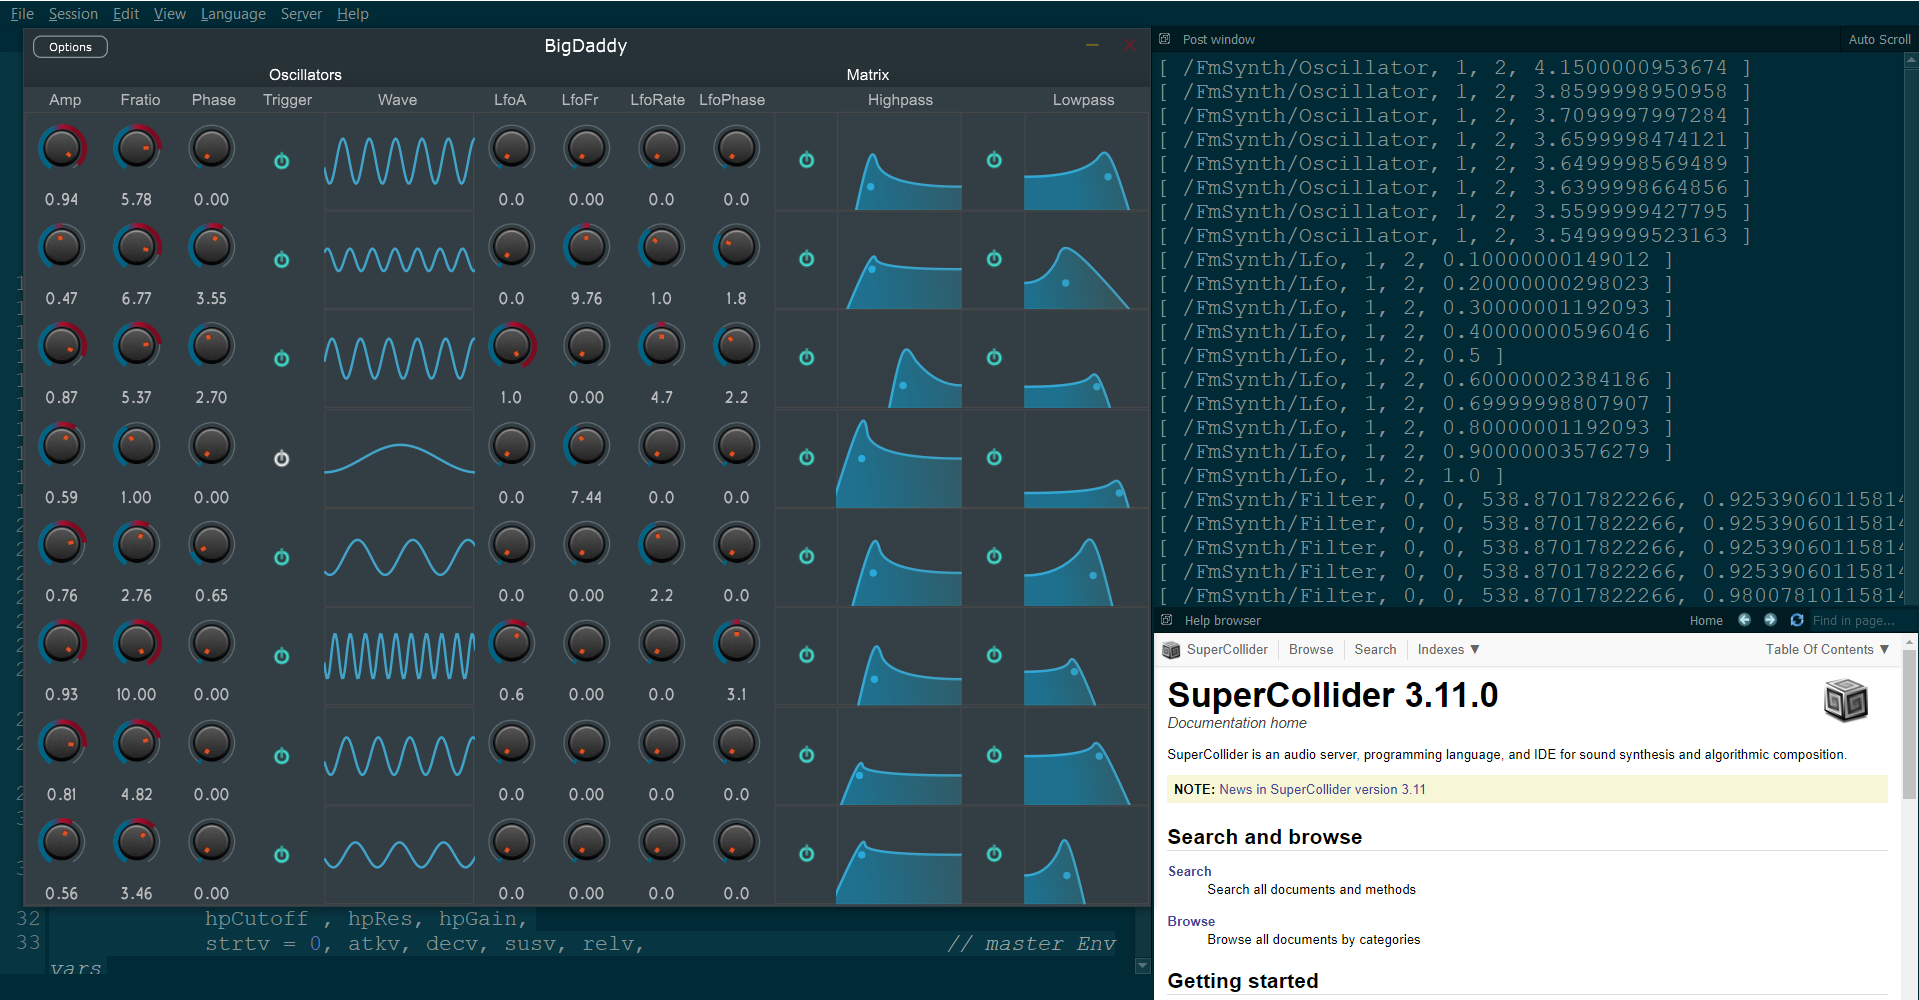 File Session Edit View Language Server Help
Options BigDaddy
Oscillators Matrix
Amp Fratio Phase Trigger Wave LfoA LfoFr LfoRate LfoPhase Highpass Lowpass
0.94 5.78 0.00 0.0 0.00 0.0 0.0
0.47 6.77 3.55 0.0 9.76 1.0 1.8
0.87 5.37 2.70 1.0 0.00 4.7 2.2
0.59 1.00 0.00 0.0 7.44 0.0 0.0
0.76 2.76 0.65 0.0 0.00 2.2 0.0
0.93 10.00 0.00 0.6 0.00 0.0 3.1
0.81 4.82 0.00 0.0 0.00 0.0 0.0
0.56 3.46 0.00 0.0 0.00 0.0 0.0
32 hpCutoff , hpRes, hpGain,
33 strtv = 0, atkv, decv, susv, relv, // master Env
vars
Post window Auto Scroll
[ /FmSynth/Oscillator, 1, 2, 4.1500000953674 ]
[ /FmSynth/Oscillator, 1, 2, 3.8599998950958 ]
[ /FmSynth/Oscillator, 1, 2, 3.7099997997284 ]
[ /FmSynth/Oscillator, 1, 2, 3.6599998474121 ]
[ /FmSynth/Oscillator, 1, 2, 3.6499998569489 ]
[ /FmSynth/Oscillator, 1, 2, 3.6399998664856 ]
[ /FmSynth/Oscillator, 1, 2, 3.5599999427795 ]
[ /FmSynth/Oscillator, 1, 2, 3.5499999523163 ]
[ /FmSynth/Lfo, 1, 2, 0.10000000149012 ]
[ /FmSynth/Lfo, 1, 2, 0.20000000298023 ]
[ /FmSynth/Lfo, 1, 2, 0.30000001192093 ]
[ /FmSynth/Lfo, 1, 2, 0.40000000596046 ]
[ /FmSynth/Lfo, 1, 2, 0.5 ]
[ /FmSynth/Lfo, 1, 2, 0.60000002384186 ]
[ /FmSynth/Lfo, 1, 2, 0.69999998807907 ]
[ /FmSynth/Lfo, 1, 2, 0.80000001192093 ]
[ /FmSynth/Lfo, 1, 2, 0.90000003576279 ]
[ /FmSynth/Lfo, 1, 2, 1.0 ]
[ /FmSynth/Filter, 0, 0, 538.87017822266, 0.92539060115814
[ /FmSynth/Filter, 0, 0, 538.87017822266, 0.92539060115814
[ /FmSynth/Filter, 0, 0, 538.87017822266, 0.92539060115814
[ /FmSynth/Filter, 0, 0, 538.87017822266, 0.92539060115814
[ /FmSynth/Filter, 0, 0, 538.87017822266, 0.98007810115814
Help browser Home Find in page...
SuperCollider Browse Search Indexes ▼ Table Of Contents ▼
SuperCollider 3.11.0
Documentation home
SuperCollider is an audio server, programming language, and IDE for sound synthesis and algorithmic composition.
NOTE: News in SuperCollider version 3.11
Search and browse
Search
Search all documents and methods
Browse
Browse all documents by categories
Getting started